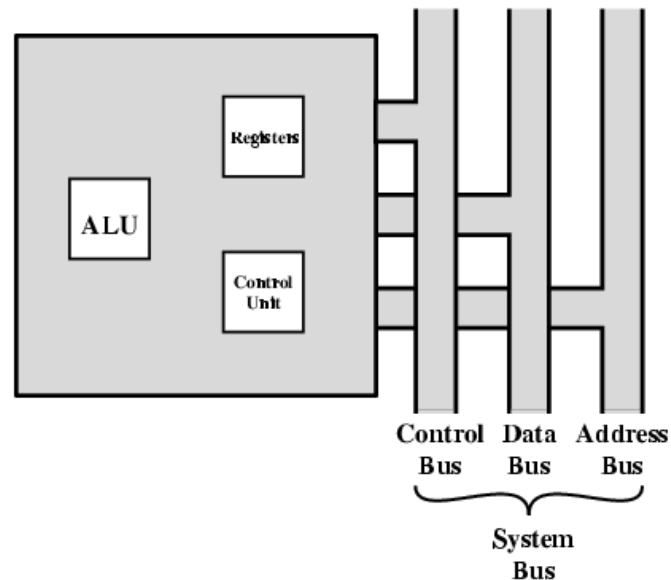 Registers
ALU
Control
Unit
Control Data Address
Bus Bus Bus
System
Bus